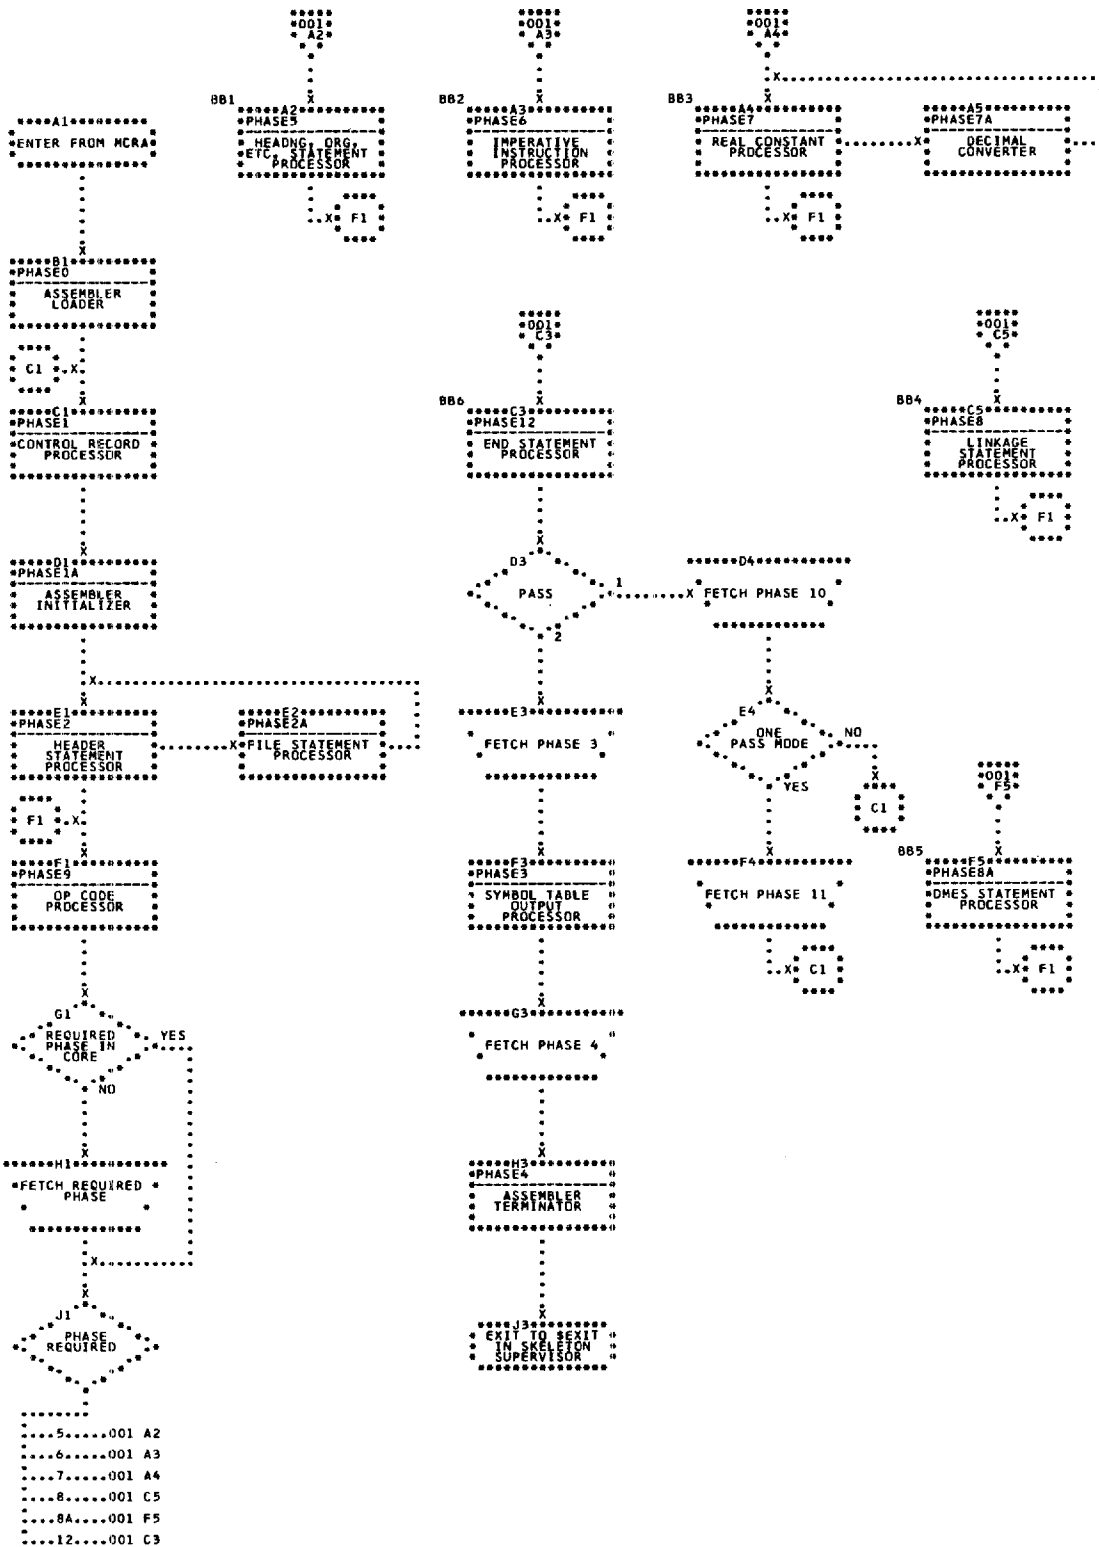 001
A2
001
A3
001
A4
A1
ENTER FROM MCRA
BB1
A2
PHASE5
HEADNG, ORG,
ETC. STATEMENT
PROCESSOR
F1
BB2
A3
PHASE6
IMPERATIVE
INSTRUCTION
PROCESSOR
F1
BB3
A4
PHASE7
REAL CONSTANT
PROCESSOR
F1
A5
PHASE7A
DECIMAL
CONVERTER
B1
PHASE0
ASSEMBLER
LOADER
C1
C1
PHASE1
CONTROL RECORD
PROCESSOR
001
C3
BB6
C3
PHASE12
END STATEMENT
PROCESSOR
001
C5
BB4
C5
PHASE8
LINKAGE
STATEMENT
PROCESSOR
F1
D1
PHASE1A
ASSEMBLER
INITIALIZER
D3
PASS
1
2
D4
FETCH PHASE 10
E1
PHASE2
HEADER
STATEMENT
PROCESSOR
E2
PHASE2A
FILE STATEMENT
PROCESSOR
E3
FETCH PHASE 3
E4
ONE
PASS MODE
NO
YES
C1
F1
F1
PHASE9
OP CODE
PROCESSOR
F3
PHASE3
SYMBOL TABLE
OUTPUT
PROCESSOR
F4
FETCH PHASE 11
C1
001
F5
BB5
F5
PHASE8A
DMES STATEMENT
PROCESSOR
F1
G1
REQUIRED
PHASE IN
CORE
YES
NO
G3
FETCH PHASE 4
H1
FETCH REQUIRED
PHASE
H3
PHASE4
ASSEMBLER
TERMINATOR
J1
PHASE
REQUIRED
J3
EXIT TO $EXIT
IN SKELETON
SUPERVISOR
....5.....001 A2
....6.....001 A3
....7.....001 A4
....8.....001 C5
....8A....001 F5
....12....001 C3